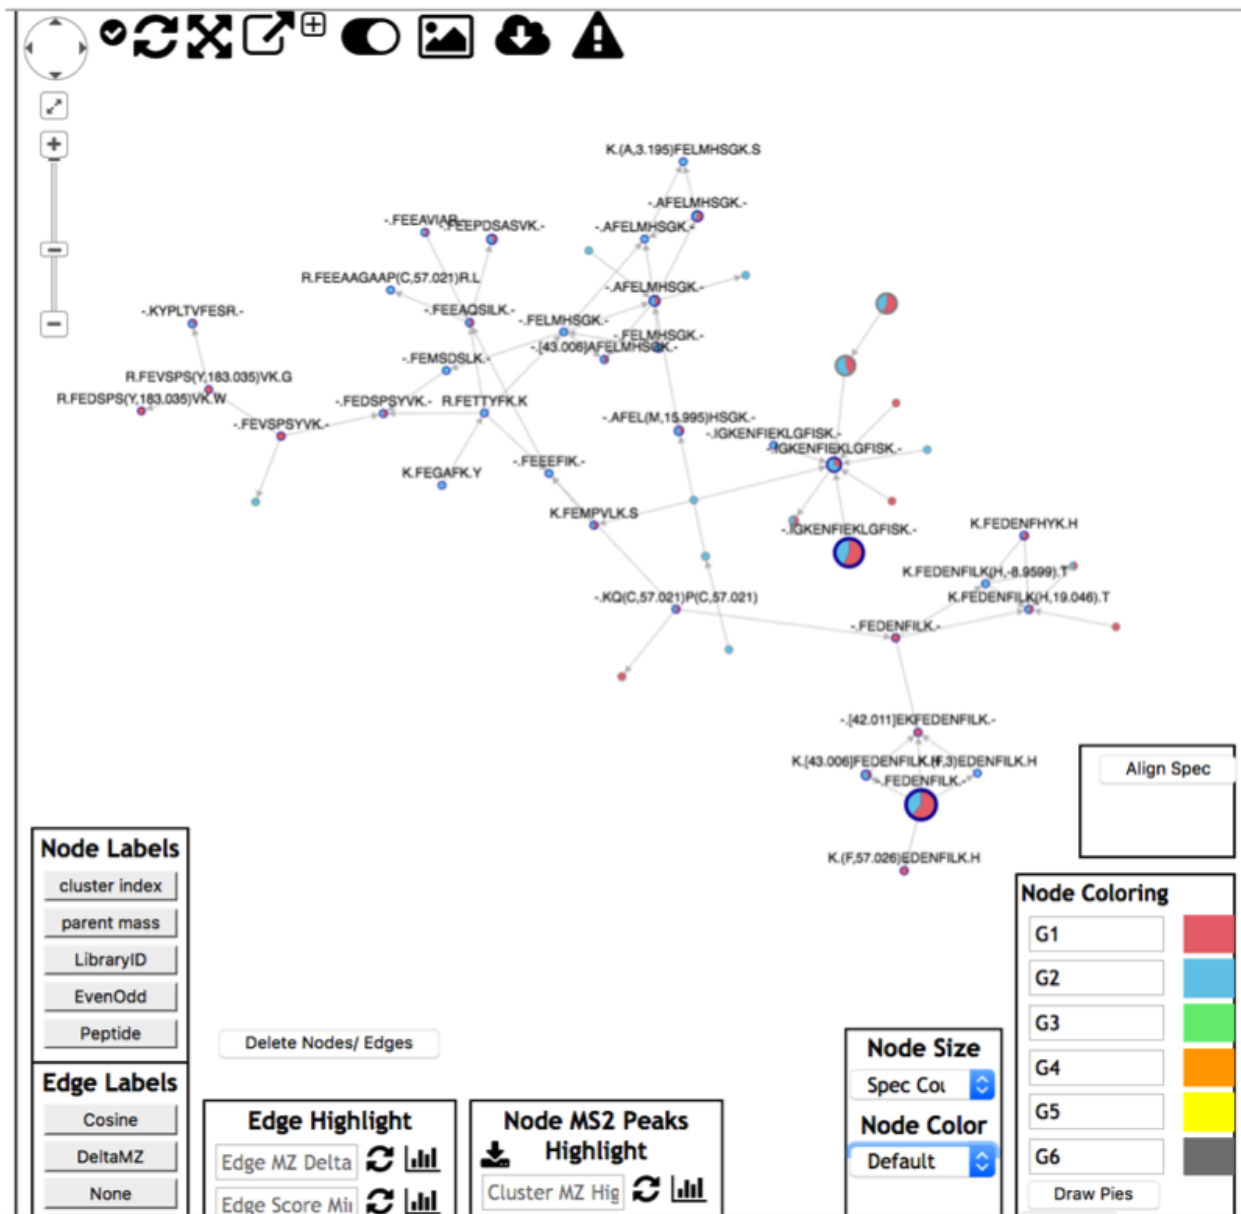 K.(A,3.195)FELMHSGK.S
-.AFELMHSGK.-
-.FEEAVIAR.-
-.FEEPDSASVK.-
-.AFELMHSGK.-
R.FEEAAGAAP(C,57.021)R.L
-.AFELMHSGK.-
-.KYPLTVFESR.-
-.FEEAQSILK.-
-.FELMHSGK.-
-.FELMHSGK.-
-.[43.006]AFELMHSGK.-
-.FEMSDSLK.-
R.FEVSPS(Y,183.035)VK.G
R.FEDSPS(Y,183.035)VK.W
-.FEDSPSYVK.-
R.FETTYFK.K
-.FEVSPSYVK.-
-.AFEL(M,15.995)HSGK.-
-.IGKENFIEKLGFISK.-
-.IGKENFIEKLGFISK.-
-.FEEEFIK.-
K.FEGAFK.Y
K.FEMPVLK.S
-.IGKENFIEKLGFISK.-
K.FEDENFHYK.H
K.FEDENFILK(H,-8.9599).T
-.KQ(C,57.021)P(C,57.021)
K.FEDENFILK(H,19.046).T
-.FEDENFILK.-
-.[42.011]EKFEDENFILK.-
K.[43.006]FEDENFILK.H
K.(F,3)EDENFILK.H
-.FEDENFILK.-
K.(F,57.026)EDENFILK.H
Align Spec
Node Labels
cluster index
parent mass
LibraryID
EvenOdd
Peptide
Edge Labels
Cosine
DeltaMZ
None
Delete Nodes/ Edges
Edge Highlight
Edge MZ Delta
Edge Score Mi
Node MS2 Peaks
Highlight
Cluster MZ Hig
Node Size
Spec Cou
Node Color
Default
Node Coloring
G1
G2
G3
G4
G5
G6
Draw Pies